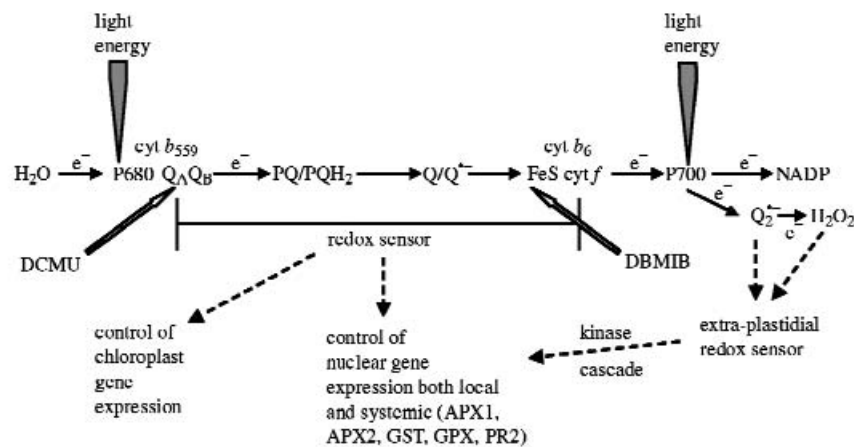 light
energy
light
energy
cyt b559
cyt b6
H2O e− P680 QAQB e− PQ/PQH2 Q/Q•− FeS cyt f e− P700 e− NADP
e−
Q2•− e− H2O2
DCMU
redox sensor
DBMIB
control of
chloroplast
gene
expression
control of
nuclear gene
expression both local
and systemic (APX1,
APX2, GST, GPX, PR2)
kinase
cascade
extra-plastidial
redox sensor